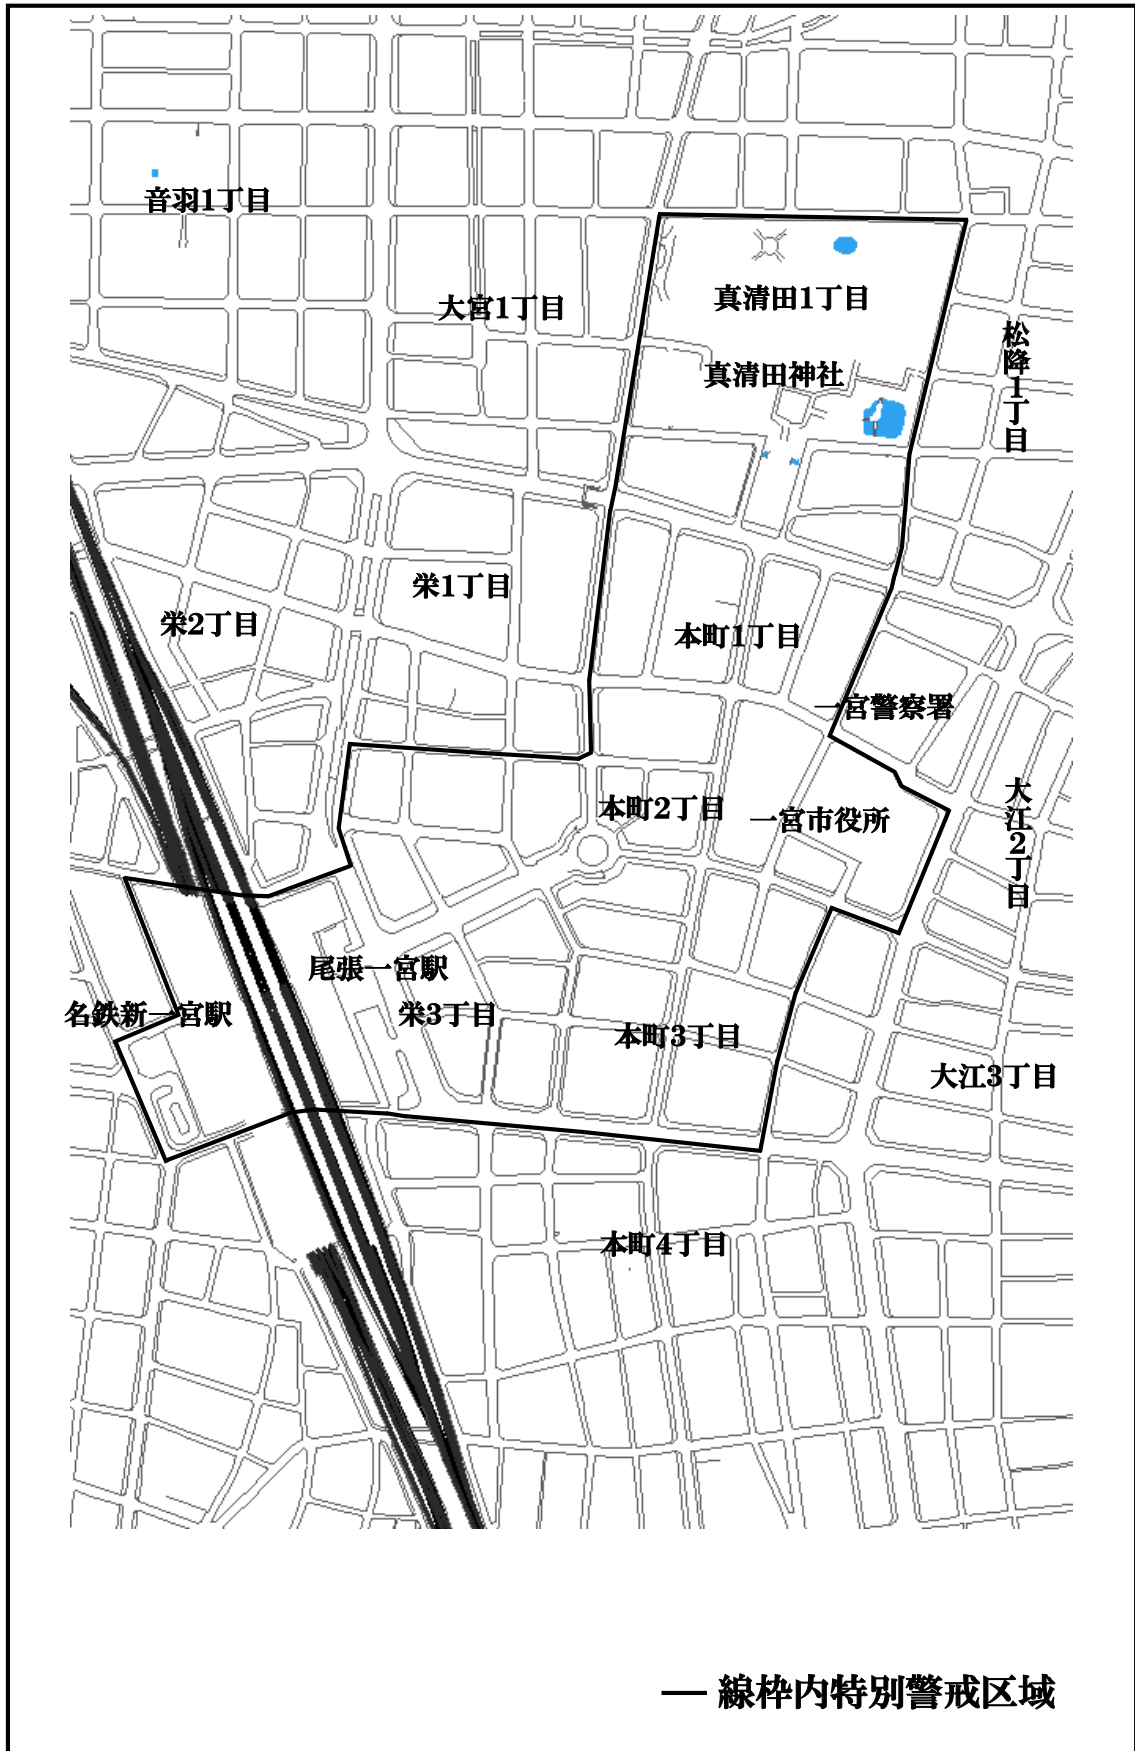 音羽1丁目
大宮1丁目
真清田1丁目
松降1丁目
真清田神社
栄1丁目
栄2丁目
本町1丁目
一宮警察署
本町2丁目
一宮市役所
大江2丁目
尾張一宮駅
名鉄新一宮駅
栄3丁目
本町3丁目
大江3丁目
本町4丁目
― 線枠内特別警戒区域